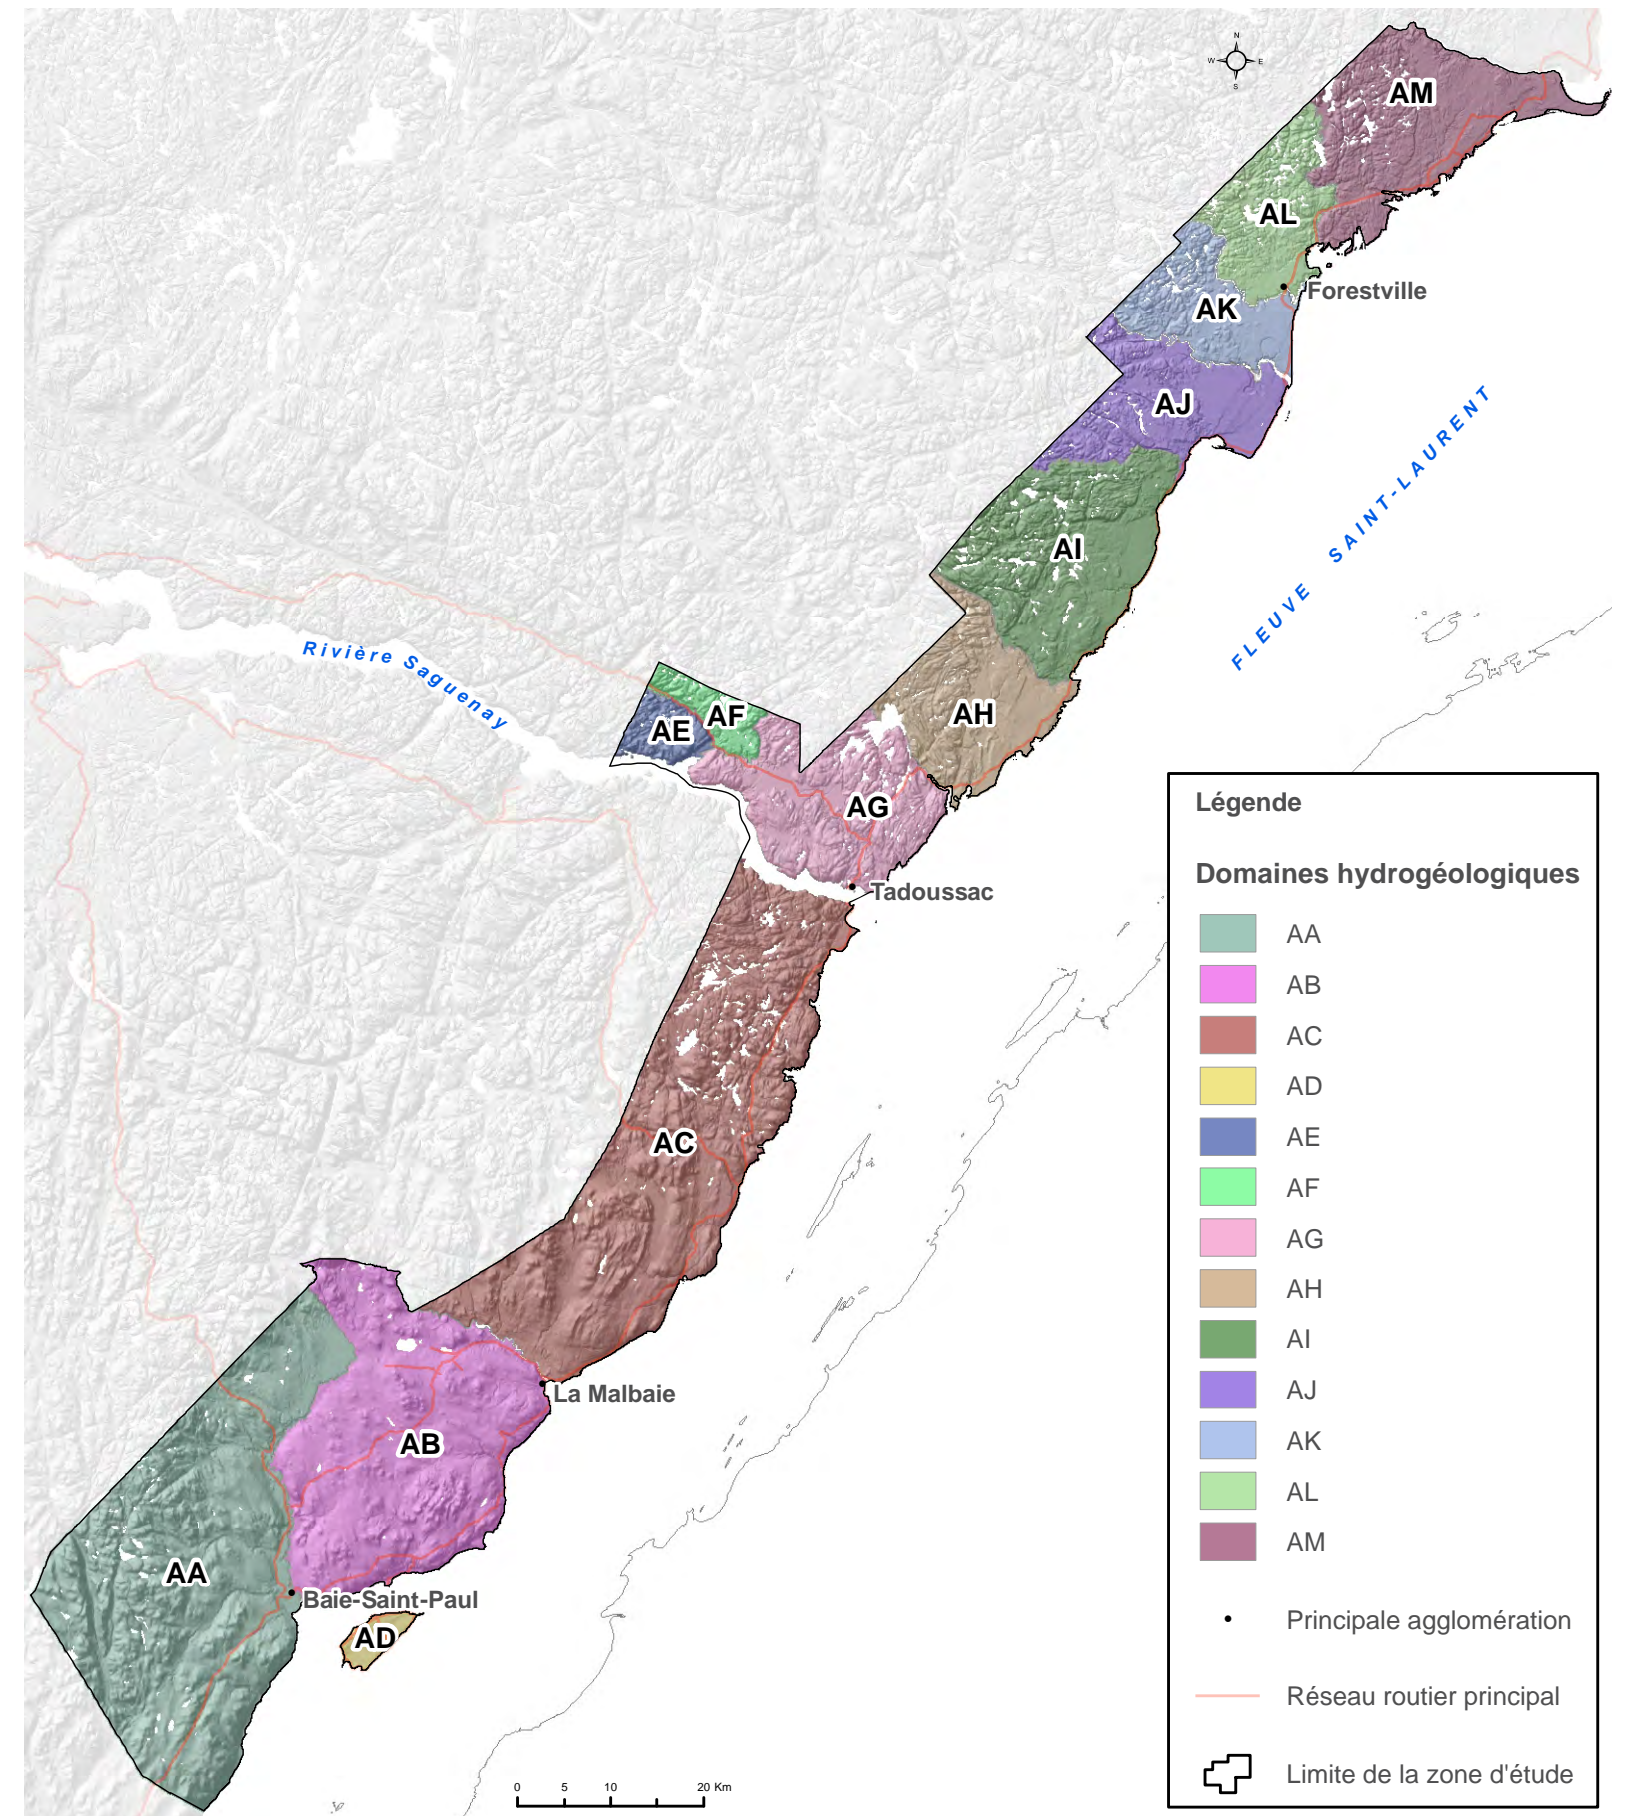 N
W E
S
AM
AL
Forestville
AK
AJ
FLEUVE SAINT-LAURENT
AI
Rivière Saguenay
AF
AE
AH
AG
Tadoussac
AC
La Malbaie
AB
AA
Baie-Saint-Paul
AD
0 5 10 20 Km
Légende
Domaines hydrogéologiques
AA
AB
AC
AD
AE
AF
AG
AH
AI
AJ
AK
AL
AM
Principale agglomération
Réseau routier principal
Limite de la zone d'étude